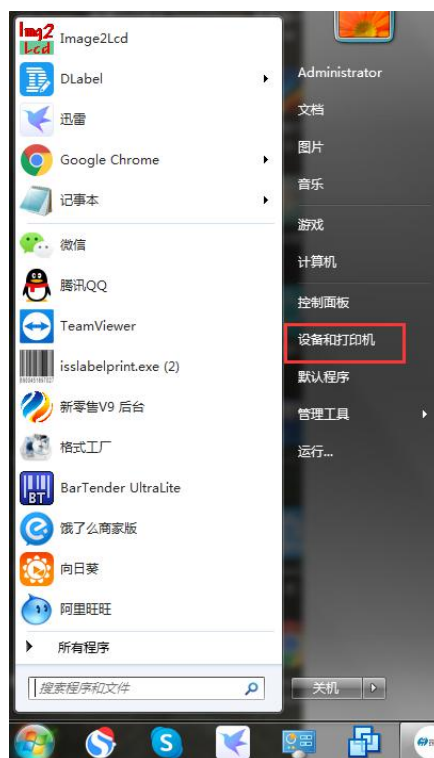 Img2
Lcd
Image2Lcd
DLabel
迅雷
Google Chrome
记事本
微信
腾讯QQ
TeamViewer
isslabelprint.exe (2)
新零售V9 后台
格式工厂
BT
BarTender UltraLite
饿了么商家版
向日葵
阿里旺旺
所有程序
搜索程序和文件
Administrator
文档
图片
音乐
游戏
计算机
控制面板
设备和打印机
默认程序
管理工具
运行...
关机